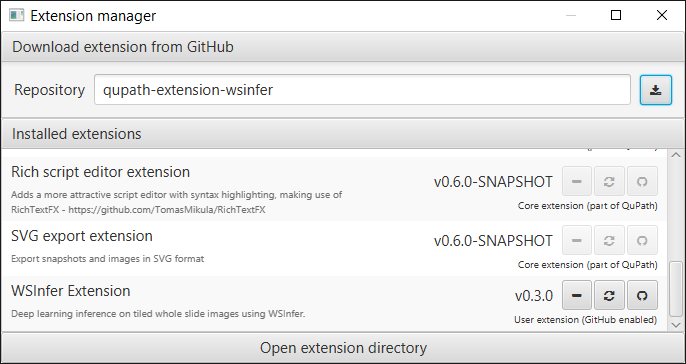 Extension manager
Download extension from GitHub
Repository qupath-extension-wsinfer
Installed extensions
Rich script editor extension
v0.6.0-SNAPSHOT
Adds a more attractive script editor with syntax highlighting, making use of
RichTextFX - https://github.com/TomasMikula/RichTextFX
Core extension (part of QuPath)
SVG export extension
v0.6.0-SNAPSHOT
Export snapshots and images in SVG format
Core extension (part of QuPath)
WSInfer Extension
v0.3.0
Deep learning inference on tiled whole slide images using WSInfer.
User extension (GitHub enabled)
Open extension directory